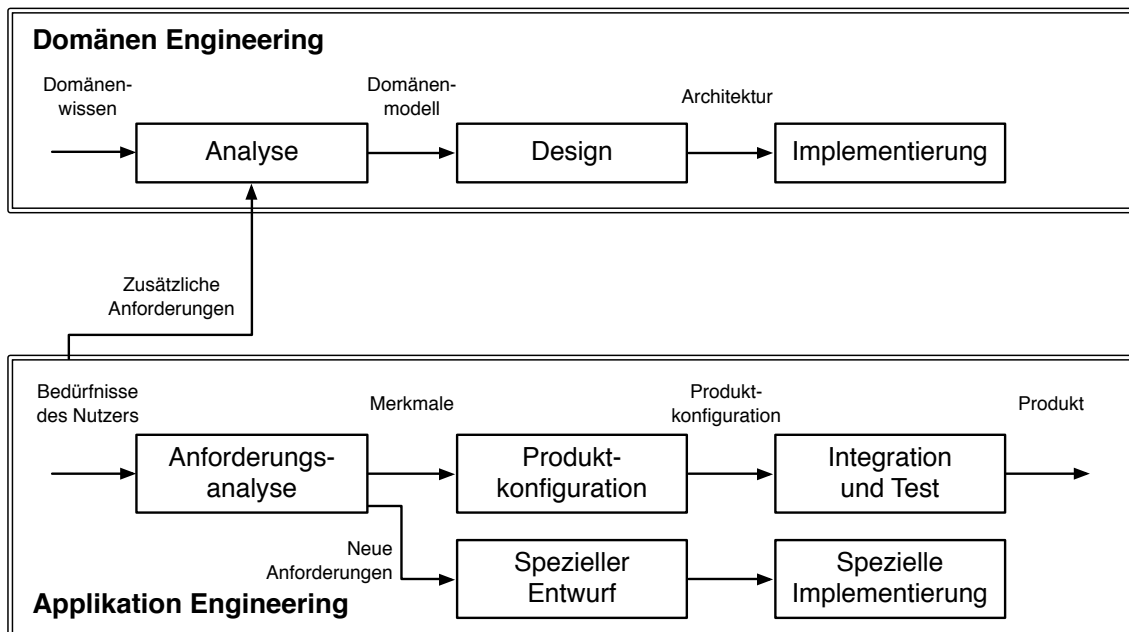 Domänen Engineering
Domänen-
wissen
Domänen-
modell
Architektur
Analyse
Design
Implementierung
Zusätzliche
Anforderungen
Bedürfnisse
des Nutzers
Merkmale
Produkt-
konfiguration
Produkt
Anforderungs-
analyse
Produkt-
konfiguration
Integration
und Test
Neue
Anforderungen
Spezieller
Entwurf
Spezielle
Implementierung
Applikation Engineering